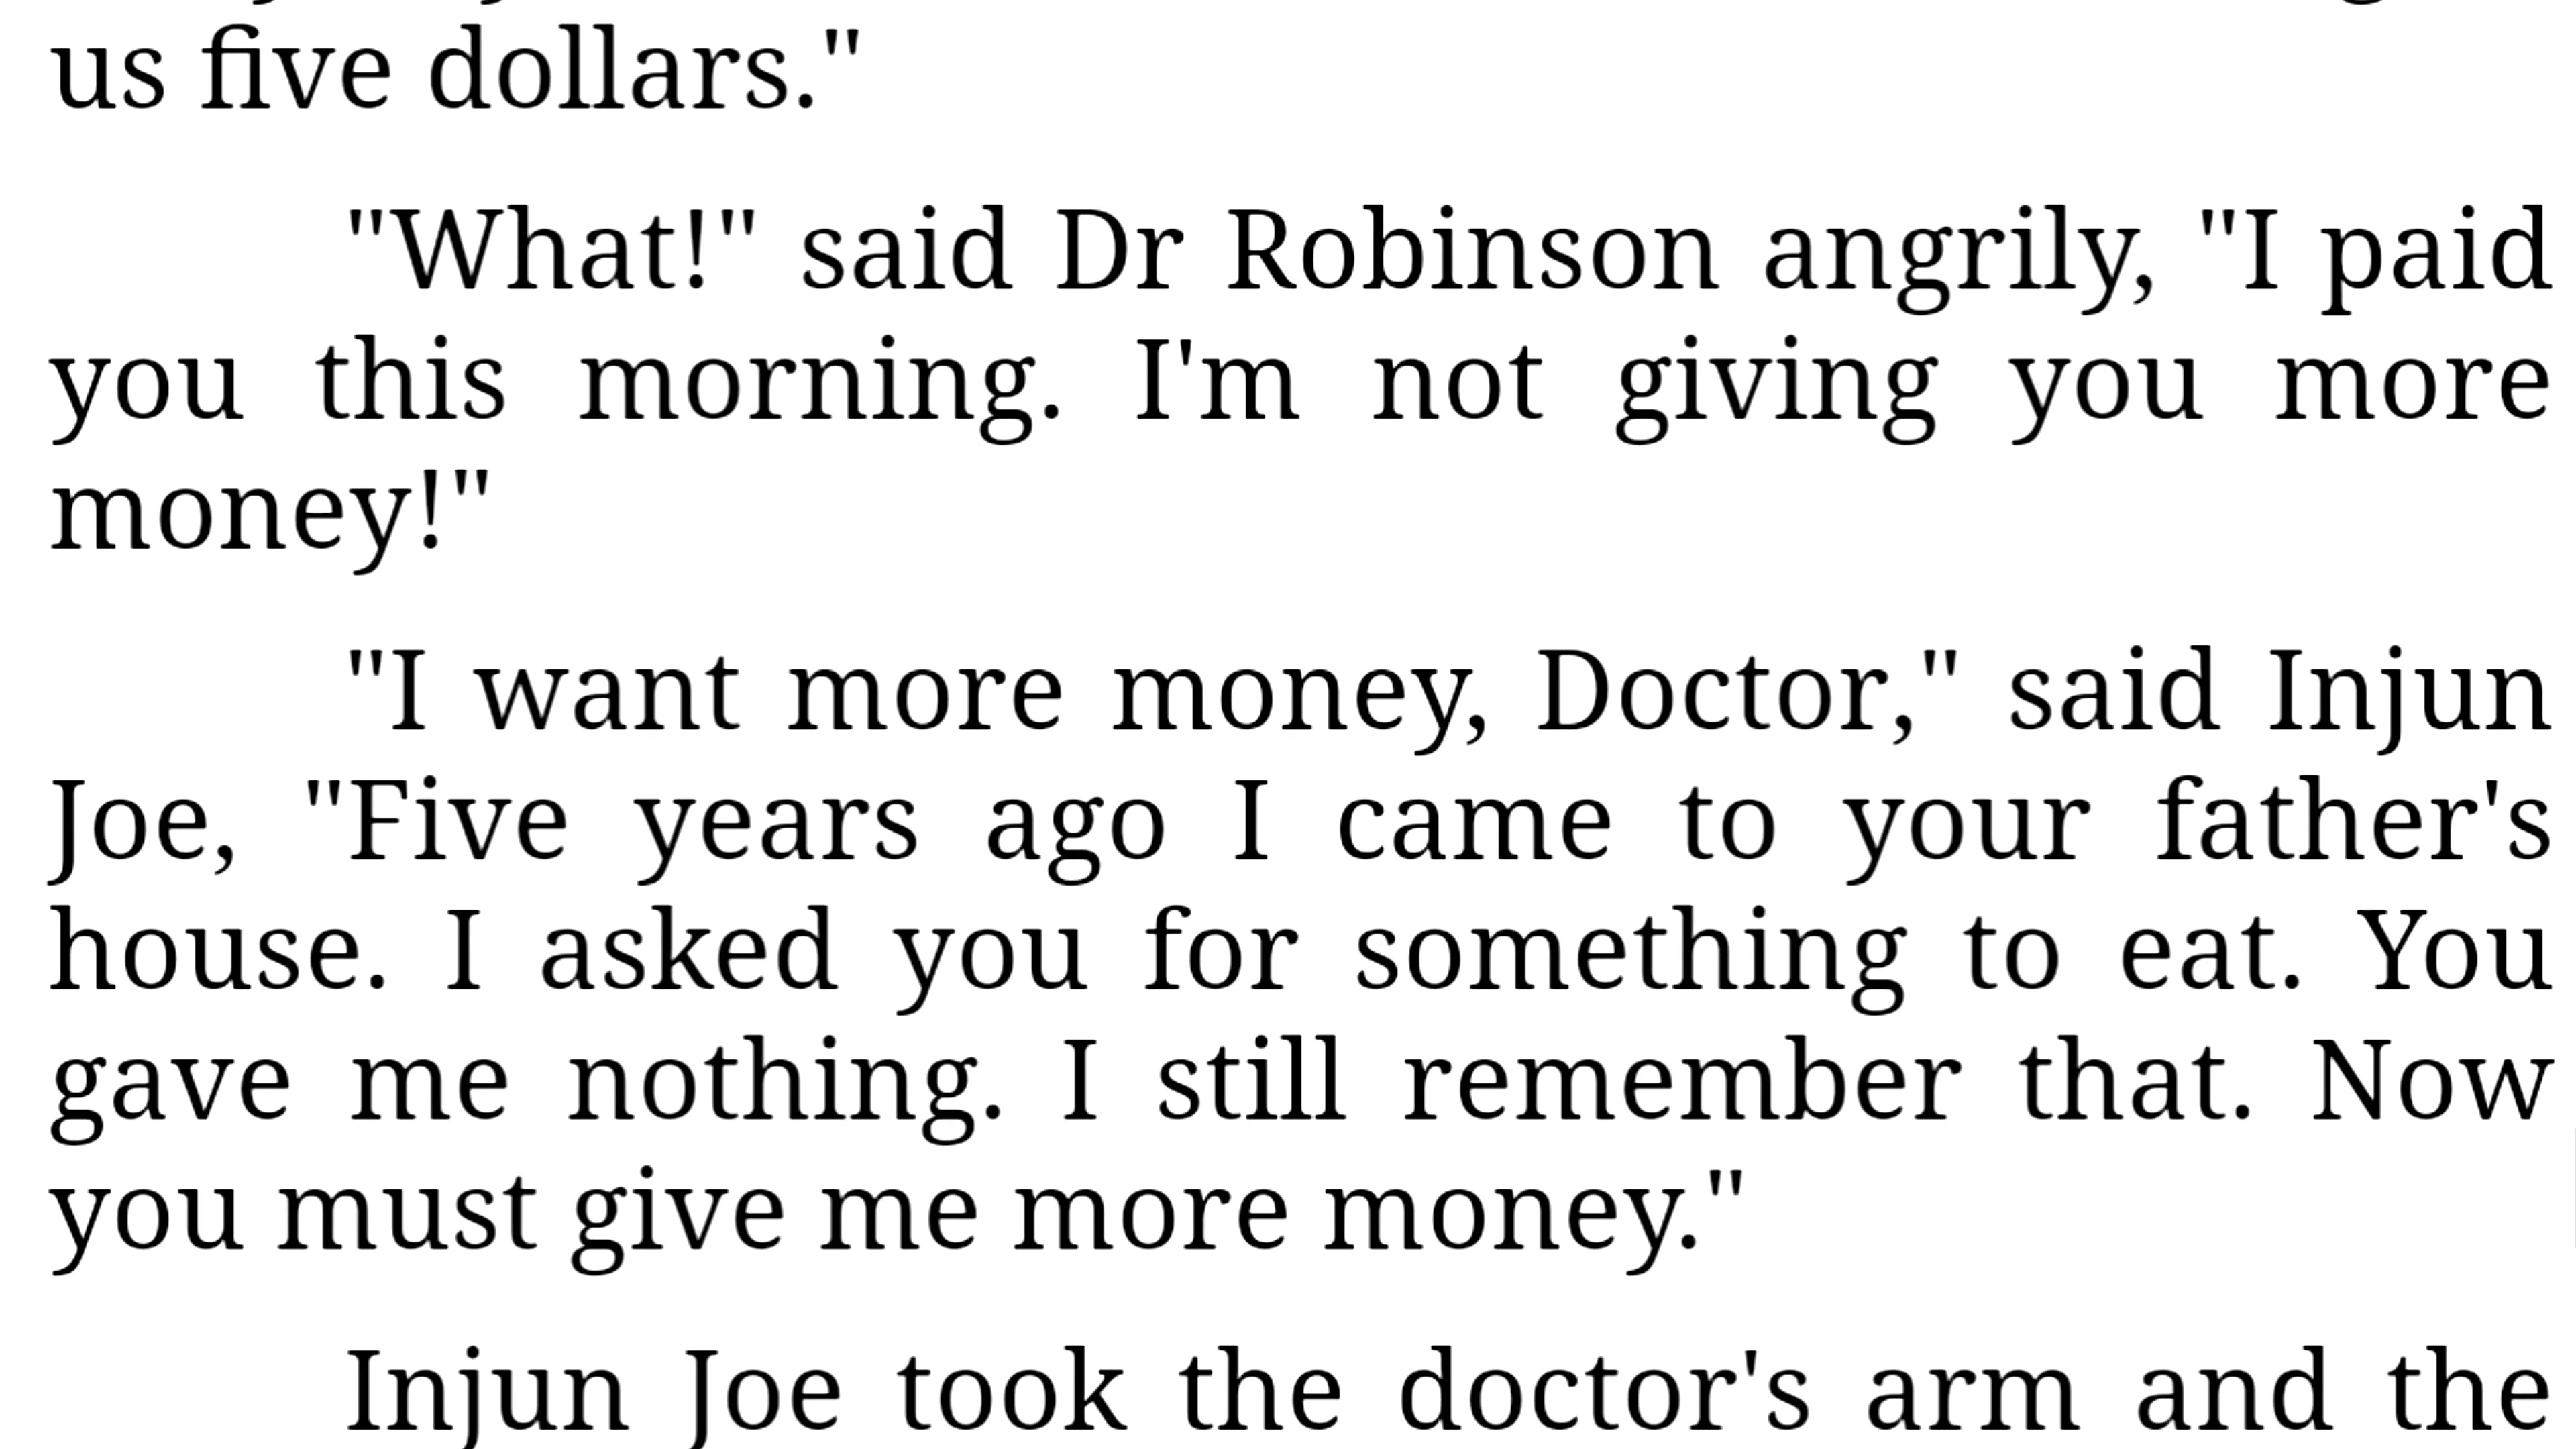 us five dollars."
"What!" said Dr Robinson angrily, "I paid
you this morning. I'm not giving you more
money!"
"I want more money, Doctor," said Injun
Joe, "Five years ago I came to your father's
house. I asked you for something to eat. You
gave me nothing. I still remember that. Now
you must give me more money."
Injun Joe took the doctor's arm and the